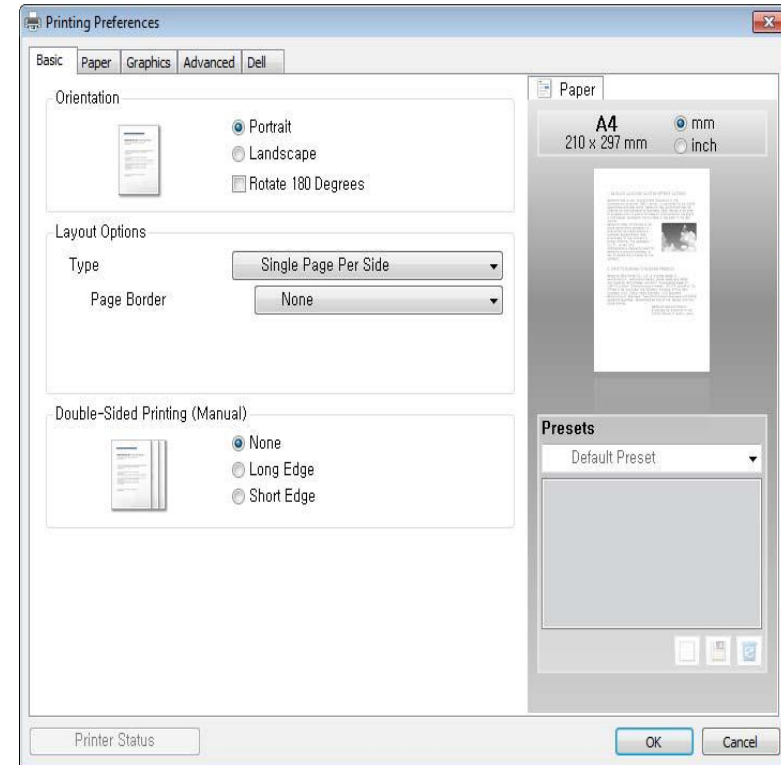 Printing Preferences
Basic Paper Graphics Advanced Dell
Orientation
Portrait
Landscape
Rotate 180 Degrees
Layout Options
Type Single Page Per Side
Page Border None
Double-Sided Printing (Manual)
None
Long Edge
Short Edge
Paper
A4
210 x 297 mm
mm
inch
Presets
Default Preset
Printer Status
OK Cancel